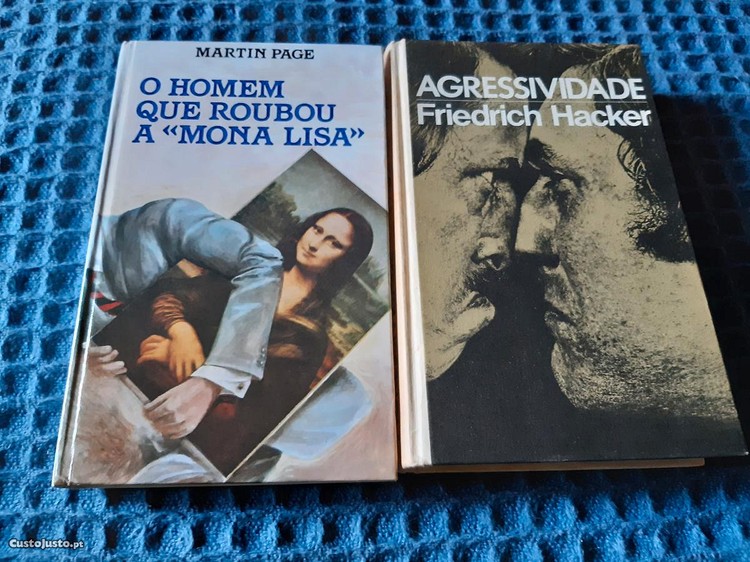 MARTIN PAGE
O HOMEM
QUE ROUBOU
A «MONA LISA»
AGRESSIVIDADE
Friedrich Hacker
CustoJusto.pt